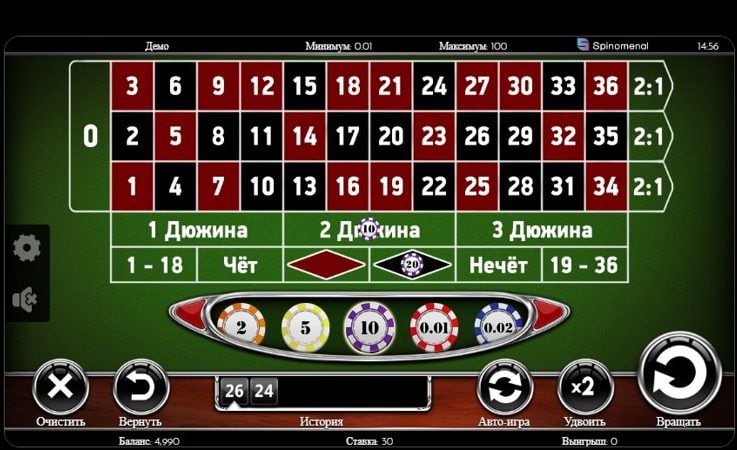 Демо Минимум: 0.01 Максимум: 100 Spinomenal 14:56
3 6 9 12 15 18 21 24 27 30 33 36 2:1
0 2 5 8 11 14 17 20 23 26 29 32 35 2:1
1 4 7 10 13 16 19 22 25 28 31 34 2:1
1 Дюжина 2 Дюжина 3 Дюжина
10
1 - 18 Чёт 20 Нечёт 19 - 36
2 5 10 0.01 0.02
26 24 x2
Очистить Вернуть История Авто-игра Удвоить Вращать
Баланс: 4,990 Ставка: 30 Выигрыш: 0